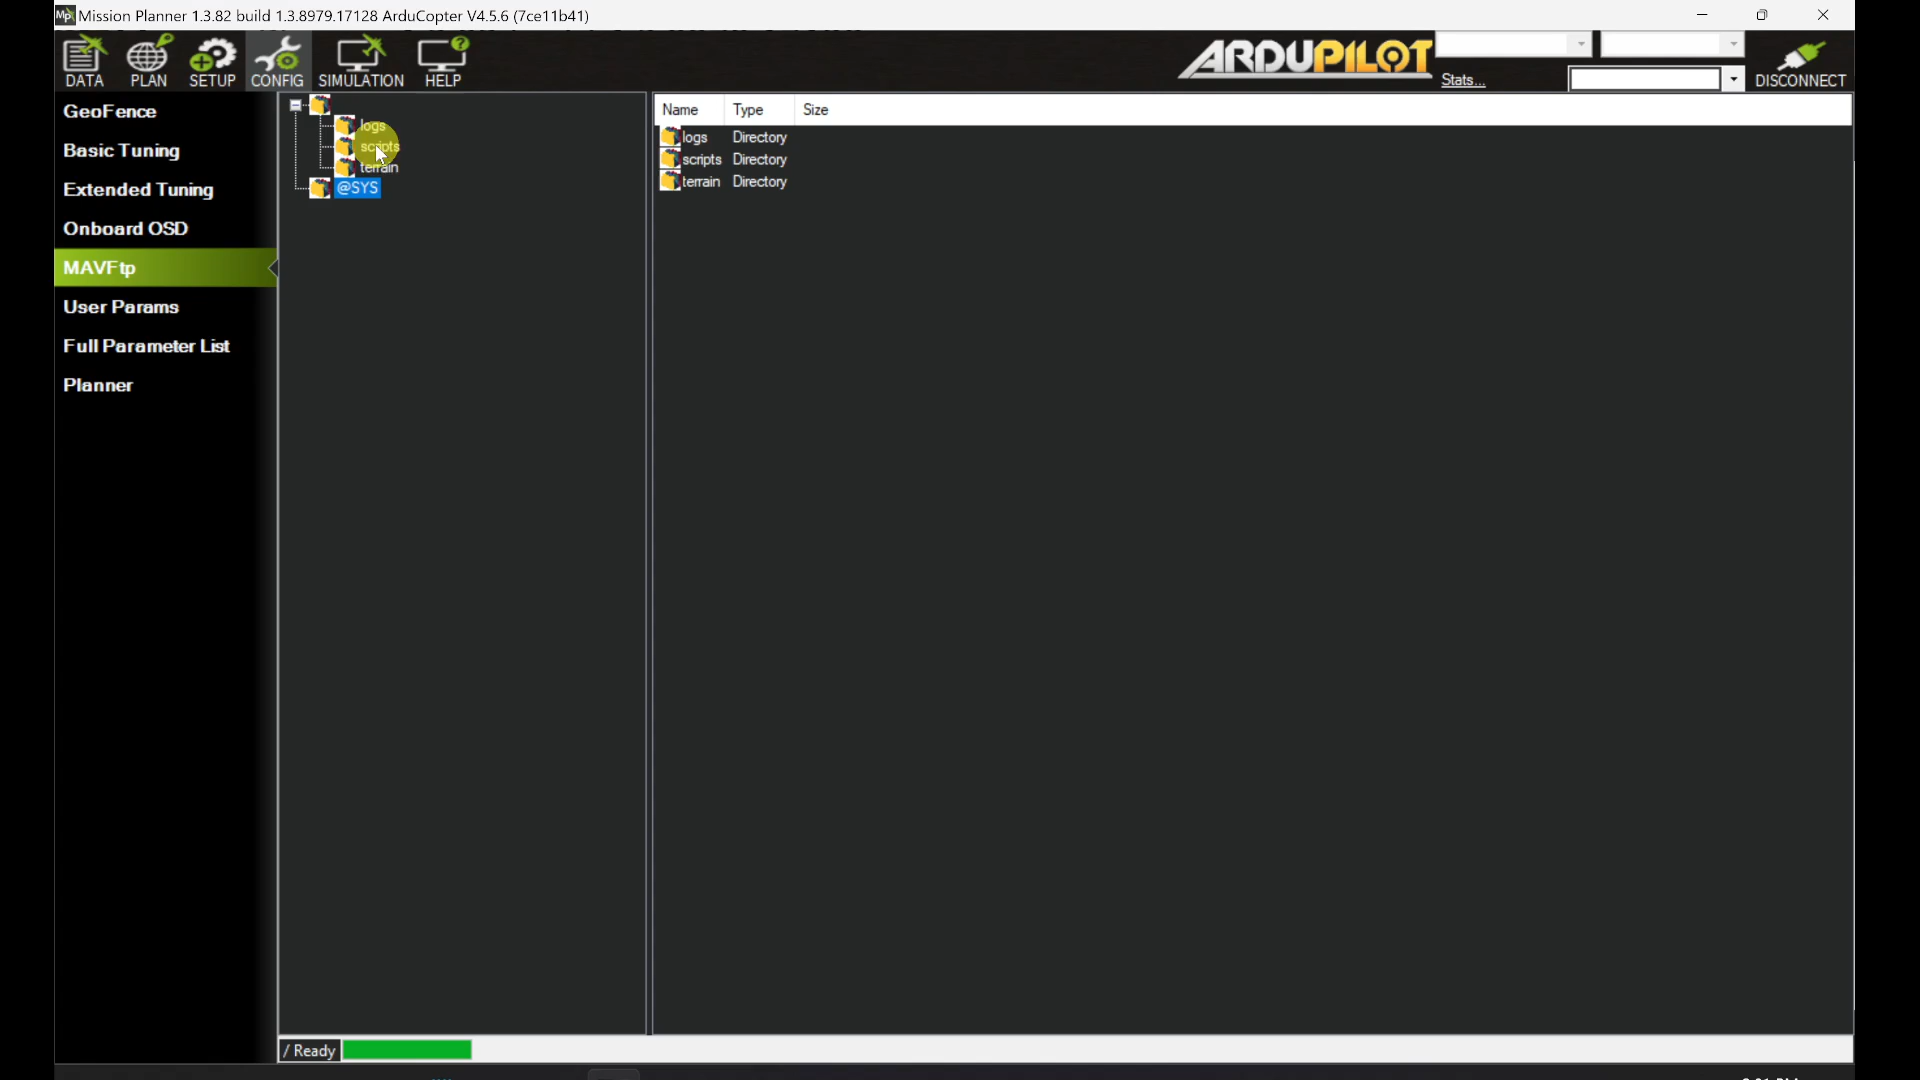 Mission Planner 1.3.82 build 1.3.8979.17128 ArduCopter V4.5.6 (7ce11b41)
DATA PLAN SETUP CONFIG SIMULATION HELP
ARDUPILOT
Stats...
DISCONNECT
GeoFence
Basic Tuning
Extended Tuning
Onboard OSD
MAVFtp
User Params
Full Parameter List
Planner
logs
scripts
terrain
@SYS
Name Type Size
logs Directory
scripts Directory
terrain Directory
/ Ready